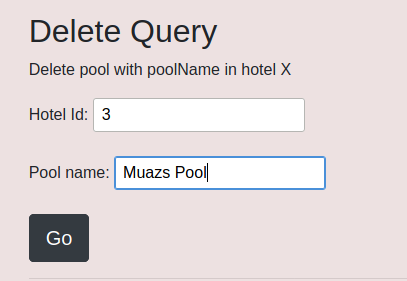 Delete Query
Delete pool with poolName in hotel X
Hotel Id: 3
Pool name: Muazs Pool
Go